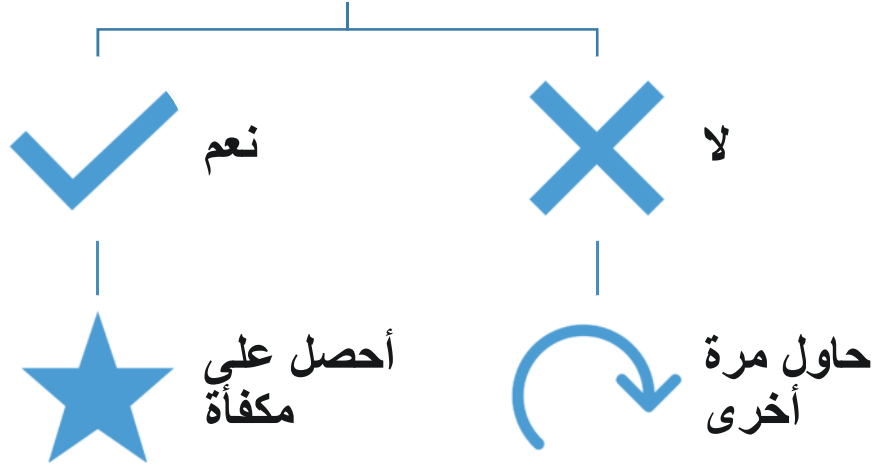 نعم
لا
أحصل على
مكفأة
حاول مرة
أخرى